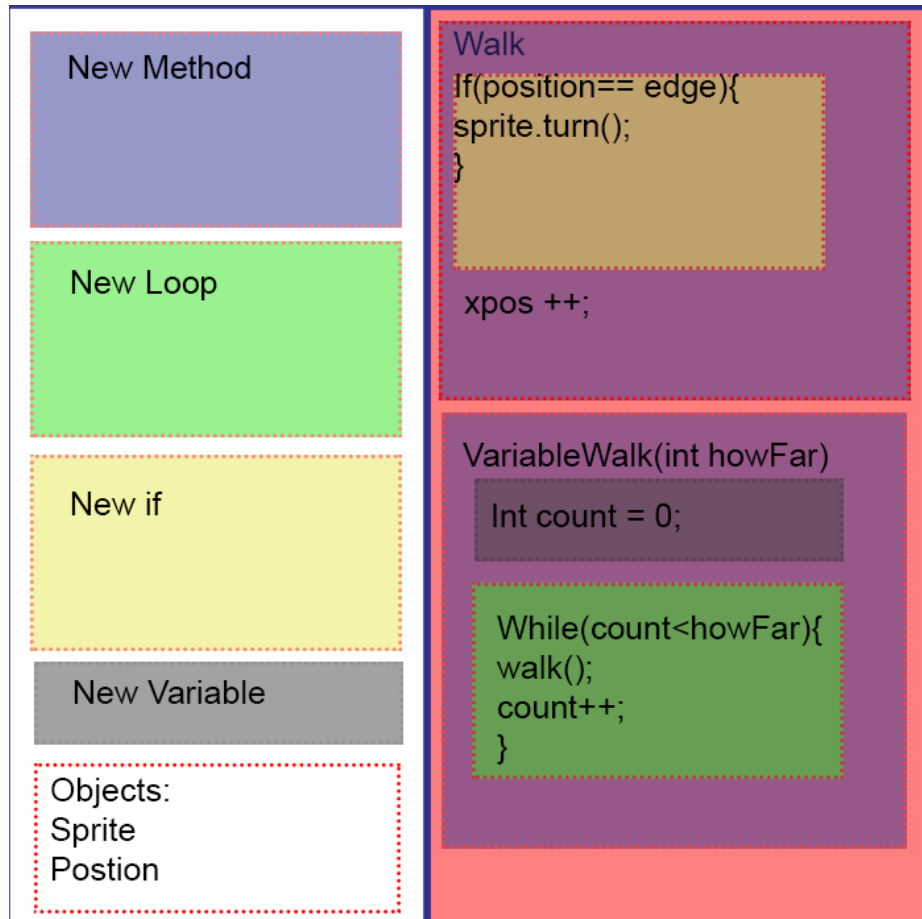 New Method
New Loop
New if
New Variable
Objects:
Sprite
Postion
Walk
If(position== edge){
sprite.turn();
}
xpos ++;
VariableWalk(int howFar)
Int count = 0;
While(count<howFar){
walk();
count++;
}